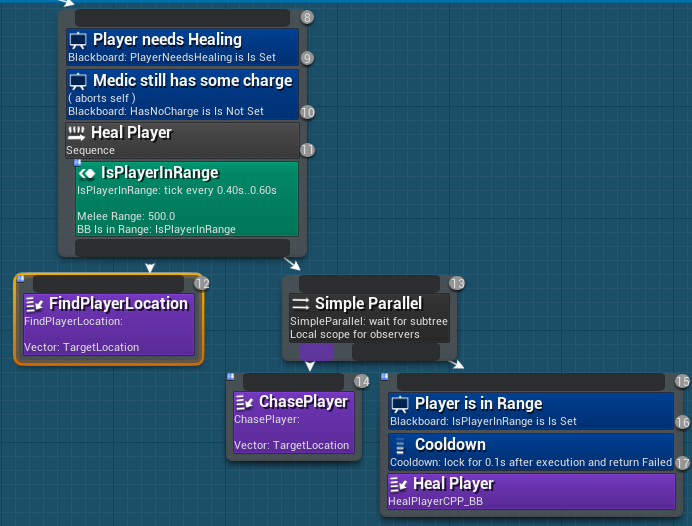 8
Player needs Healing
Blackboard: PlayerNeedsHealing is Is Set
9
Medic still has some charge
( aborts self )
Blackboard: HasNoCharge is Is Not Set
10
Heal Player
Sequence
11
IsPlayerInRange
IsPlayerInRange: tick every 0.40s..0.60s
Melee Range: 500.0
BB Is in Range: IsPlayerInRange
12
FindPlayerLocation
FindPlayerLocation:
Vector: TargetLocation
13
Simple Parallel
SimpleParallel: wait for subtree
Local scope for observers
14
ChasePlayer
ChasePlayer:
Vector: TargetLocation
15
Player is in Range
Blackboard: IsPlayerInRange is Is Set
16
Cooldown
Cooldown: lock for 0.1s after execution and return Failed
17
Heal Player
HealPlayerCPP_BB